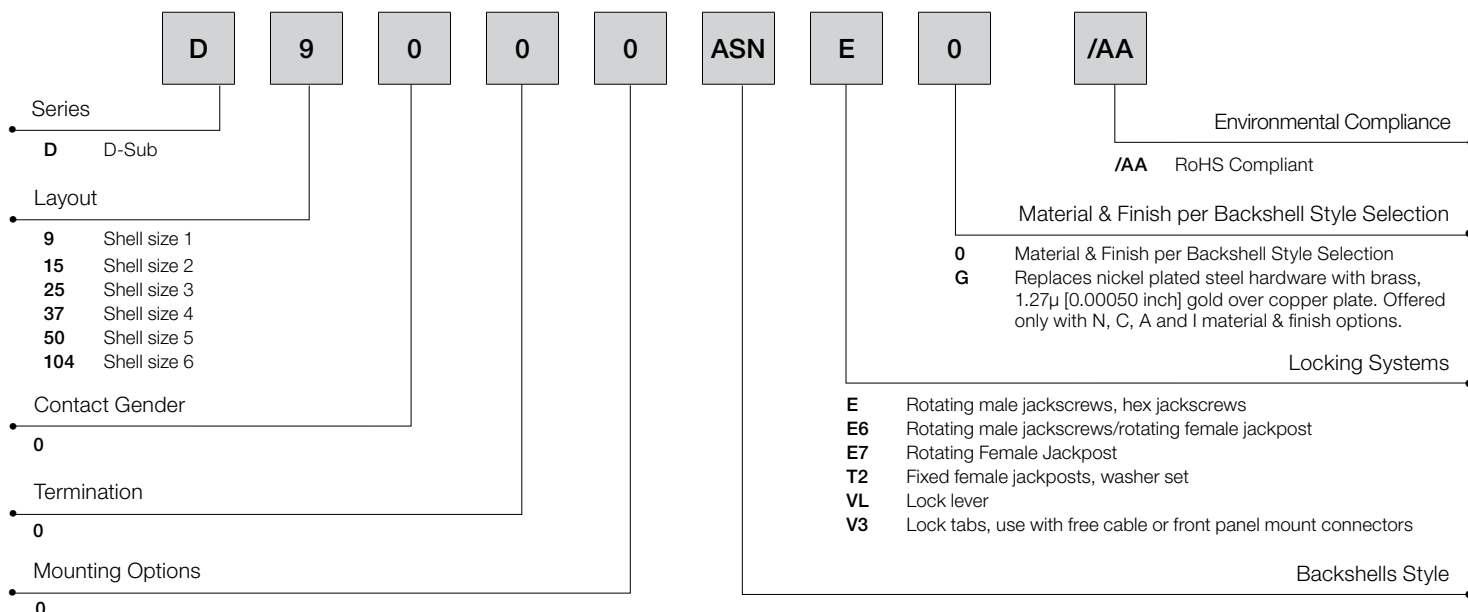 D 9 0 0 0 ASN E 0 /AA
Series
D D-Sub
Layout
9 Shell size 1
15 Shell size 2
25 Shell size 3
37 Shell size 4
50 Shell size 5
104 Shell size 6
Contact Gender
0
Termination
0
Mounting Options
0
Environmental Compliance
/AA RoHS Compliant
Material & Finish per Backshell Style Selection
0 Material & Finish per Backshell Style Selection
G Replaces nickel plated steel hardware with brass,
1.27µ [0.00050 inch] gold over copper plate. Offered
only with N, C, A and I material & finish options.
Locking Systems
E Rotating male jackscrews, hex jackscrews
E6 Rotating male jackscrews/rotating female jackpost
E7 Rotating Female Jackpost
T2 Fixed female jackposts, washer set
VL Lock lever
V3 Lock tabs, use with free cable or front panel mount connectors
Backshells Style